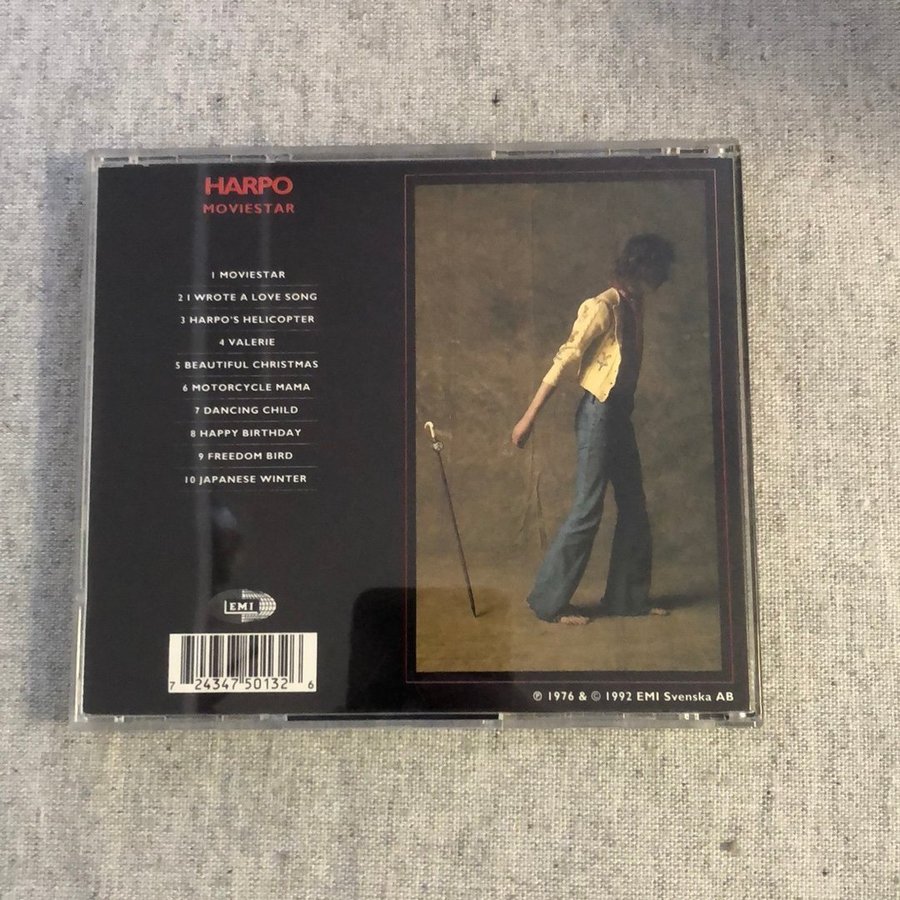 HARPO
MOVIESTAR
1 MOVIESTAR
2 I WROTE A LOVE SONG
3 HARPO'S HELICOPTER
4 VALERIE
5 BEAUTIFUL CHRISTMAS
6 MOTORCYCLE MAMA
7 DANCING CHILD
8 HAPPY BIRTHDAY
9 FREEDOM BIRD
10 JAPANESE WINTER
EMI
7 24347 50132 6
℗ 1976 & © 1992 EMI Svenska AB